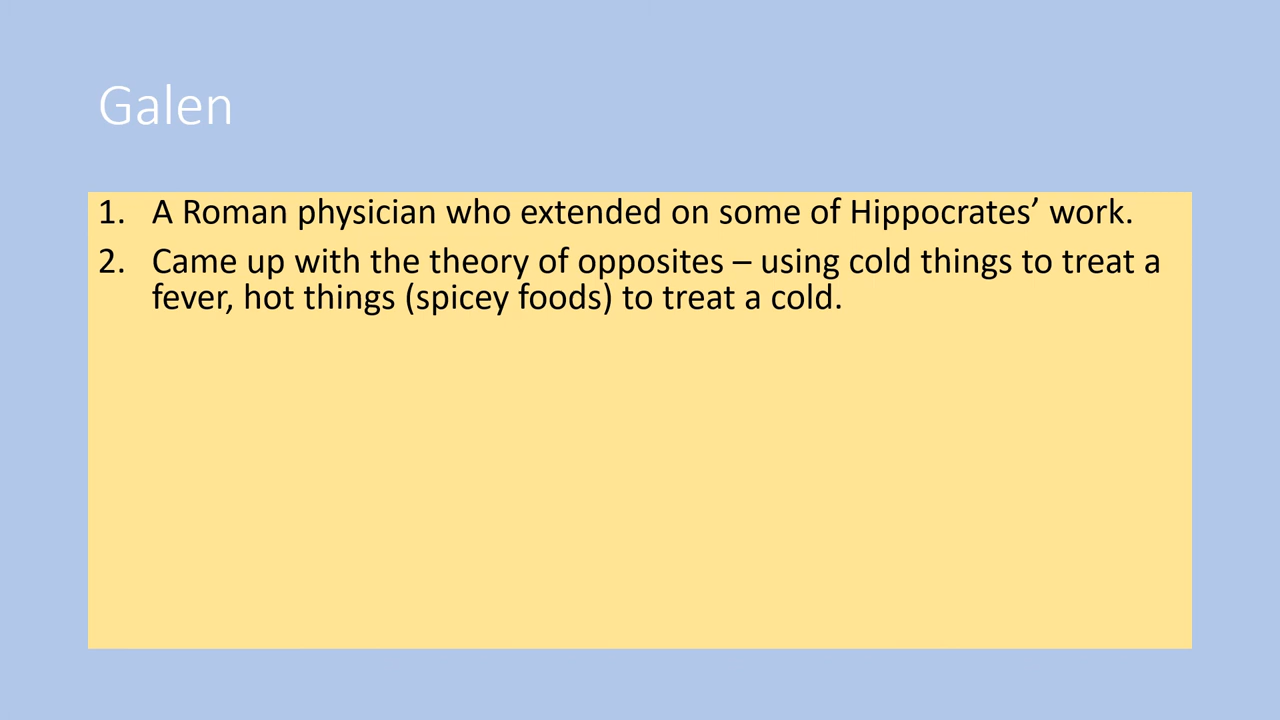 Galen
1. A Roman physician who extended on some of Hippocrates’ work.
2. Came up with the theory of opposites – using cold things to treat a
fever, hot things (spicey foods) to treat a cold.